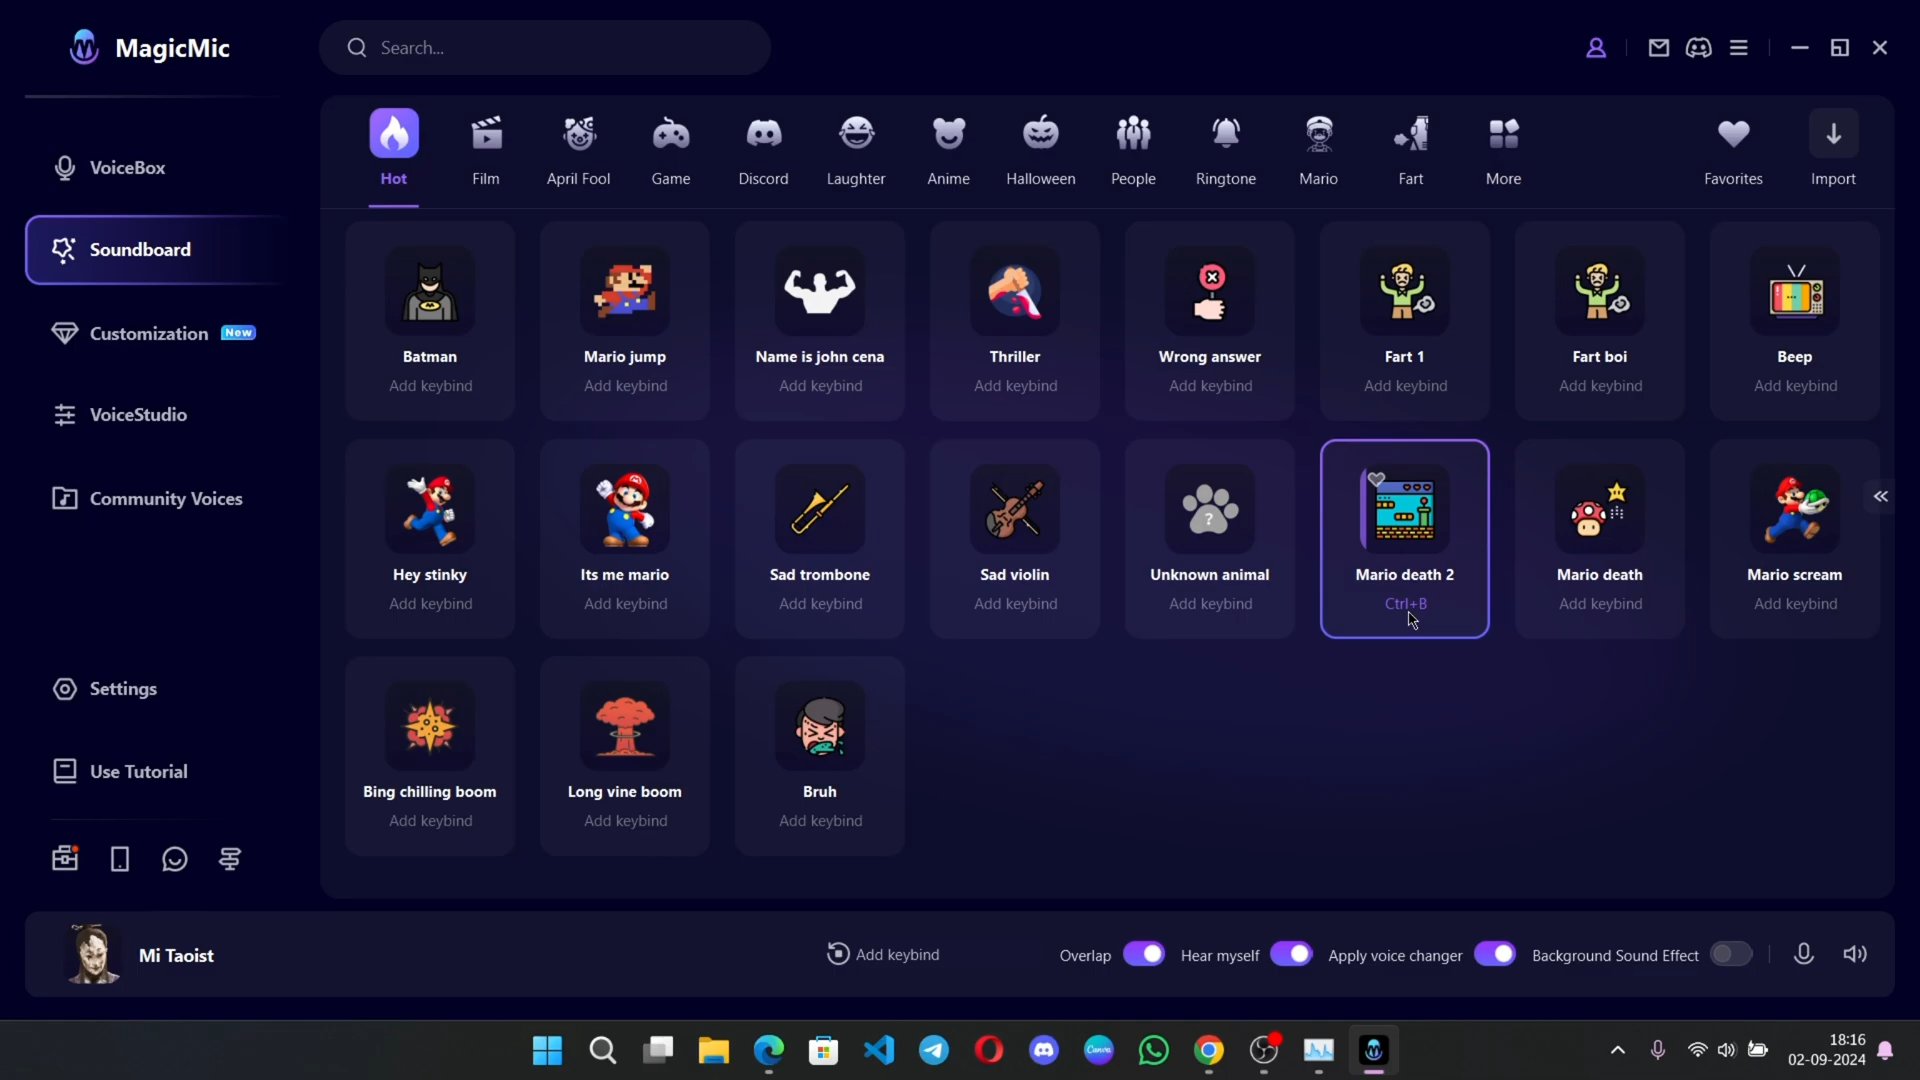 MagicMic
Search...
VoiceBox
Soundboard
Customization New
VoiceStudio
Community Voices
Settings
Use Tutorial
Hot Film April Fool Game Discord Laughter Anime Halloween People Ringtone Mario Fart More Favorites Import
Batman Mario jump Name is john cena Thriller Wrong answer Fart 1 Fart boi Beep
Add keybind Add keybind Add keybind Add keybind Add keybind Add keybind Add keybind Add keybind
Hey stinky Its me mario Sad trombone Sad violin Unknown animal Mario death 2 Mario death Mario scream
Add keybind Add keybind Add keybind Add keybind Add keybind Ctrl+B Add keybind Add keybind
Bing chilling boom Long vine boom Bruh
Add keybind Add keybind Add keybind
Mi Taoist Add keybind Overlap Hear myself Apply voice changer Background Sound Effect
Canva
18:16
02-09-2024